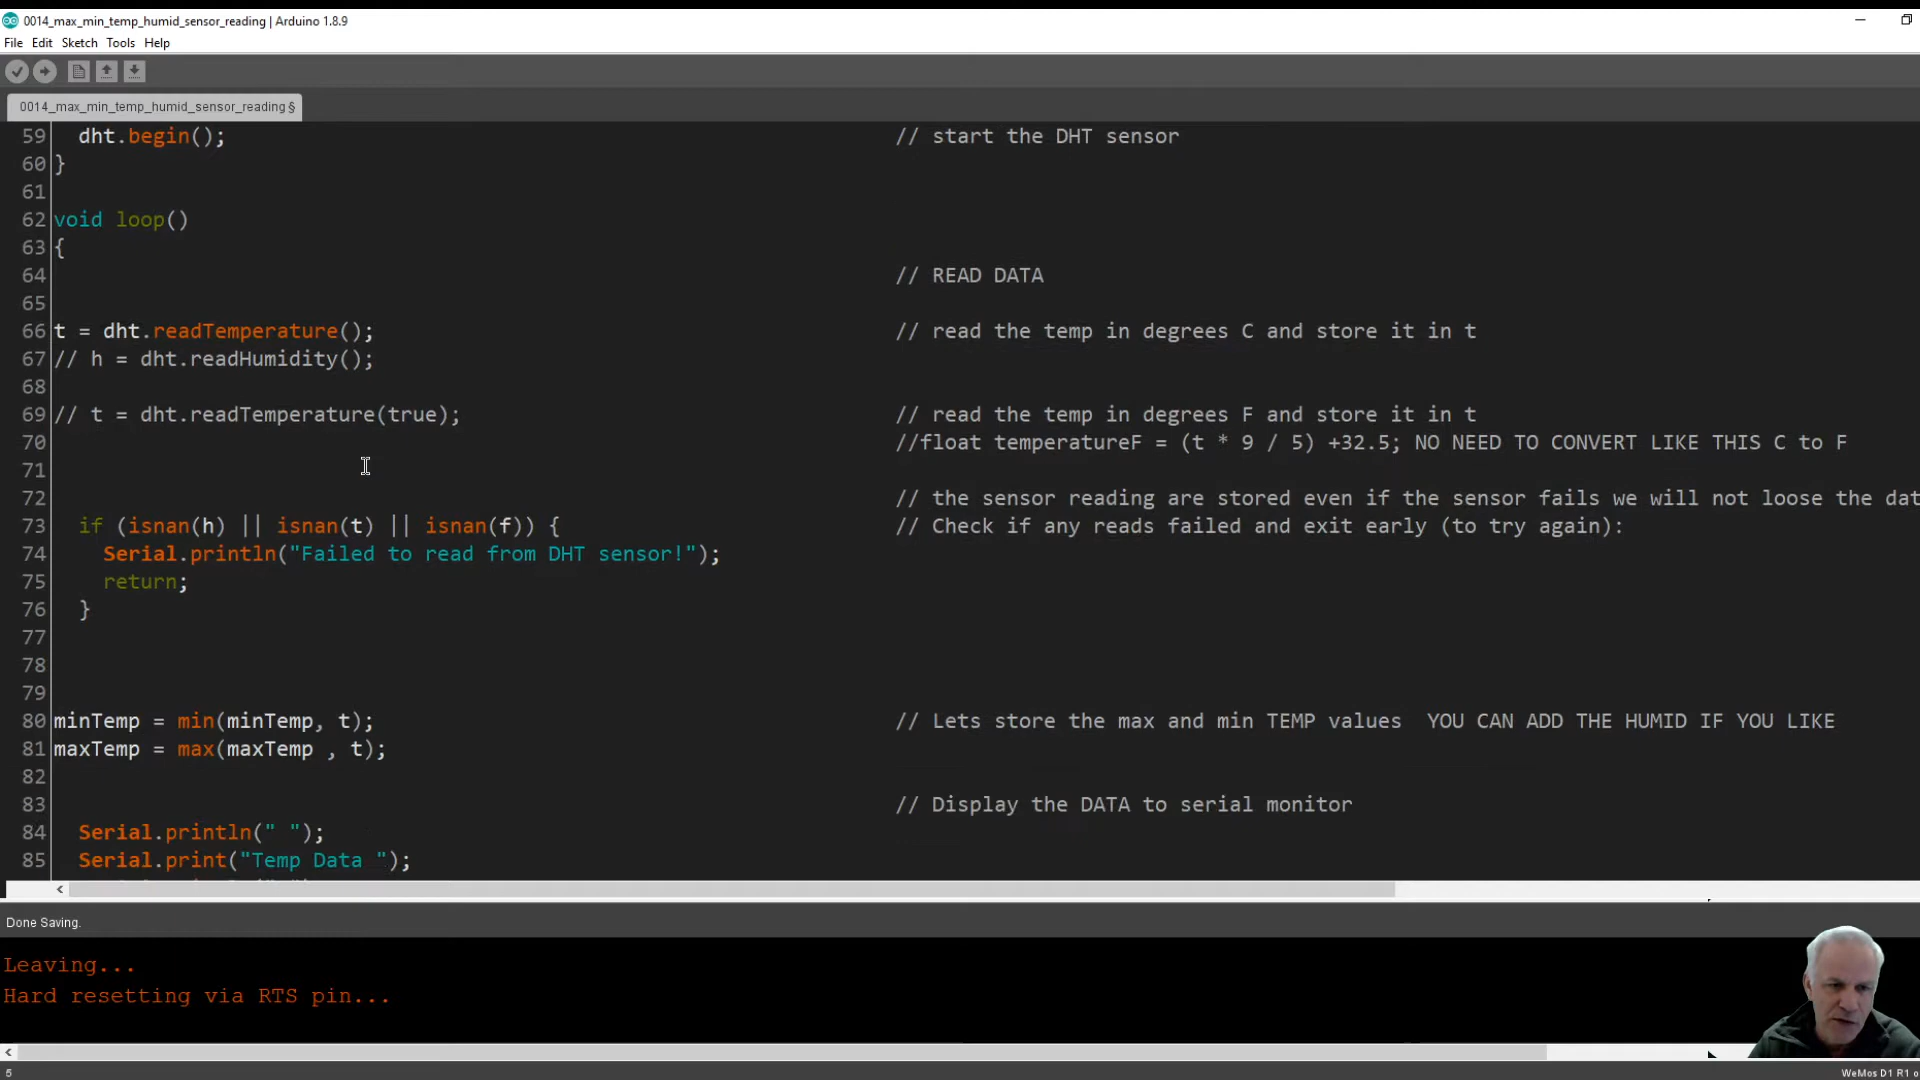 0014_max_min_temp_humid_sensor_reading | Arduino 1.8.9
File Edit Sketch Tools Help
0014_max_min_temp_humid_sensor_reading §
59 dht.begin(); // start the DHT sensor
60 }
61
62 void loop()
63 {
64 // READ DATA
65
66 t = dht.readTemperature(); // read the temp in degrees C and store it in t
67 // h = dht.readHumidity();
68
69 // t = dht.readTemperature(true); // read the temp in degrees F and store it in t
70 //float temperatureF = (t * 9 / 5) +32.5; NO NEED TO CONVERT LIKE THIS C to F
71
72 // the sensor reading are stored even if the sensor fails we will not loose the dat
73 if (isnan(h) || isnan(t) || isnan(f)) { // Check if any reads failed and exit early (to try again):
74 Serial.println("Failed to read from DHT sensor!");
75 return;
76 }
77
78
79
80 minTemp = min(minTemp, t); // Lets store the max and min TEMP values YOU CAN ADD THE HUMID IF YOU LIKE
81 maxTemp = max(maxTemp , t);
82
83 // Display the DATA to serial monitor
84 Serial.println(" ");
85 Serial.print("Temp Data ");
Done Saving.
Leaving...
Hard resetting via RTS pin...
5 WeMos D1 R1 o